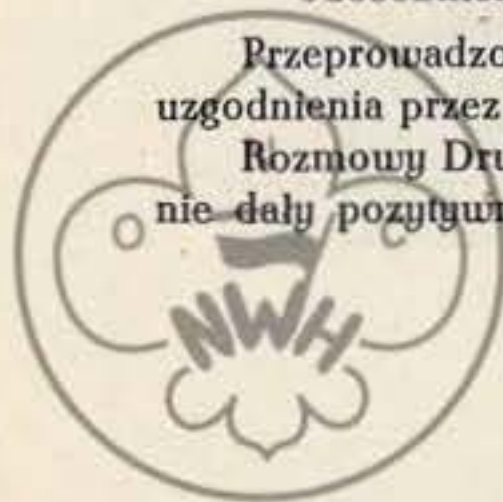 Przeprowadzo
uzgodnienia przez
Rozmowy Dru
nie dały pozytywn
O C
NWH